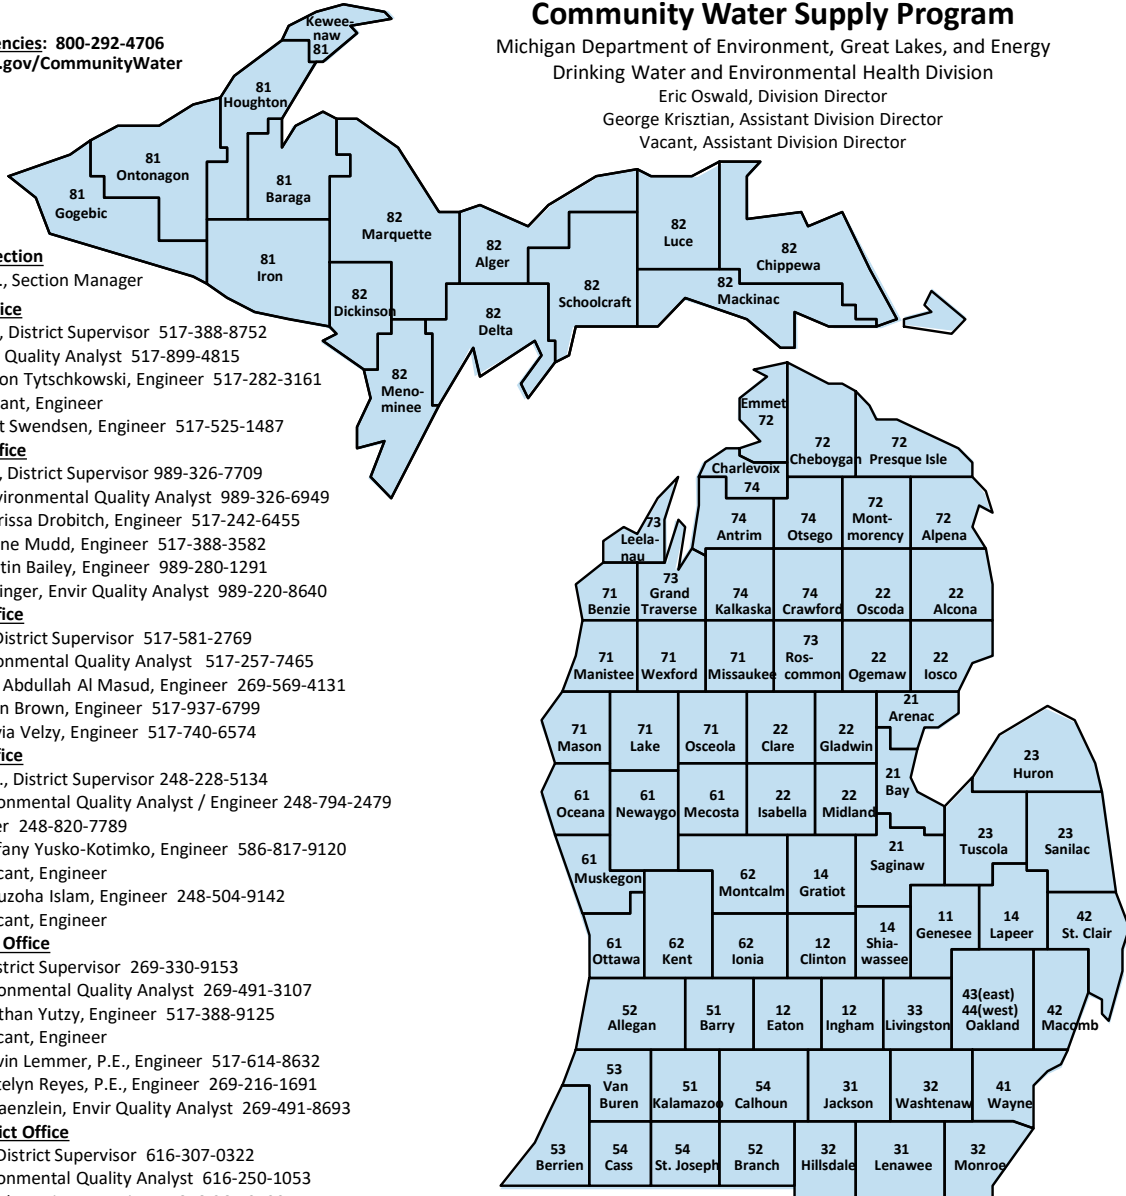 Community Water Supply Program
Michigan Department of Environment, Great Lakes, and Energy
Drinking Water and Environmental Health Division
Eric Oswald, Division Director
George Krisztian, Assistant Division Director
Vacant, Assistant Division Director
encies: 800-292-4706
.gov/CommunityWater
ection
., Section Manager
ice
, District Supervisor 517-388-8752
Quality Analyst 517-899-4815
on Tytschkowski, Engineer 517-282-3161
ant, Engineer
t Swendsen, Engineer 517-525-1487
fice
, District Supervisor 989-326-7709
vironmental Quality Analyst 989-326-6949
rissa Drobitch, Engineer 517-242-6455
ne Mudd, Engineer 517-388-3582
tin Bailey, Engineer 989-280-1291
inger, Envir Quality Analyst 989-220-8640
ffice
District Supervisor 517-581-2769
onmental Quality Analyst 517-257-7465
Abdullah Al Masud, Engineer 269-569-4131
n Brown, Engineer 517-937-6799
via Velzy, Engineer 517-740-6574
ffice
., District Supervisor 248-228-5134
onmental Quality Analyst / Engineer 248-794-2479
er 248-820-7789
fany Yusko-Kotimko, Engineer 586-817-9120
cant, Engineer
uzoha Islam, Engineer 248-504-9142
cant, Engineer
Office
strict Supervisor 269-330-9153
onmental Quality Analyst 269-491-3107
than Yutzy, Engineer 517-388-9125
cant, Engineer
vin Lemmer, P.E., Engineer 517-614-8632
telyn Reyes, P.E., Engineer 269-216-1691
aenzlein, Envir Quality Analyst 269-491-8693
ict Office
District Supervisor 616-307-0322
onmental Quality Analyst 616-250-1053
Kewee-
naw
81
81
Houghton
81
Ontonagon
81
Gogebic
81
Baraga
81
Iron
82
Marquette
82
Dickinson
82
Meno-
minee
82
Alger
82
Delta
82
Schoolcraft
82
Luce
82
Chippewa
82
Mackinac
Emmet
72
72
Cheboygan
72
Presque Isle
Charlevoix
74
73
Leela-
nau
74
Antrim
74
Otsego
72
Mont-
morency
72
Alpena
71
Benzie
73
Grand
Traverse
74
Kalkaska
74
Crawford
22
Oscoda
22
Alcona
71
Manistee
71
Wexford
71
Missaukee
73
Ros-
common
22
Ogemaw
22
Iosco
71
Mason
71
Lake
71
Osceola
22
Clare
22
Gladwin
21
Arenac
61
Oceana
61
Newaygo
61
Mecosta
22
Isabella
22
Midland
21
Bay
23
Huron
61
Muskegon
62
Montcalm
14
Gratiot
21
Saginaw
23
Tuscola
23
Sanilac
61
Ottawa
62
Kent
62
Ionia
12
Clinton
14
Shia-
wassee
11
Genesee
14
Lapeer
42
St. Clair
52
Allegan
51
Barry
12
Eaton
12
Ingham
33
Livingston
43(east)
44(west)
Oakland
42
Macomb
53
Van
Buren
51
Kalamazoo
54
Calhoun
31
Jackson
32
Washtenaw
41
Wayne
53
Berrien
54
Cass
54
St. Joseph
52
Branch
32
Hillsdale
31
Lenawee
32
Monroe